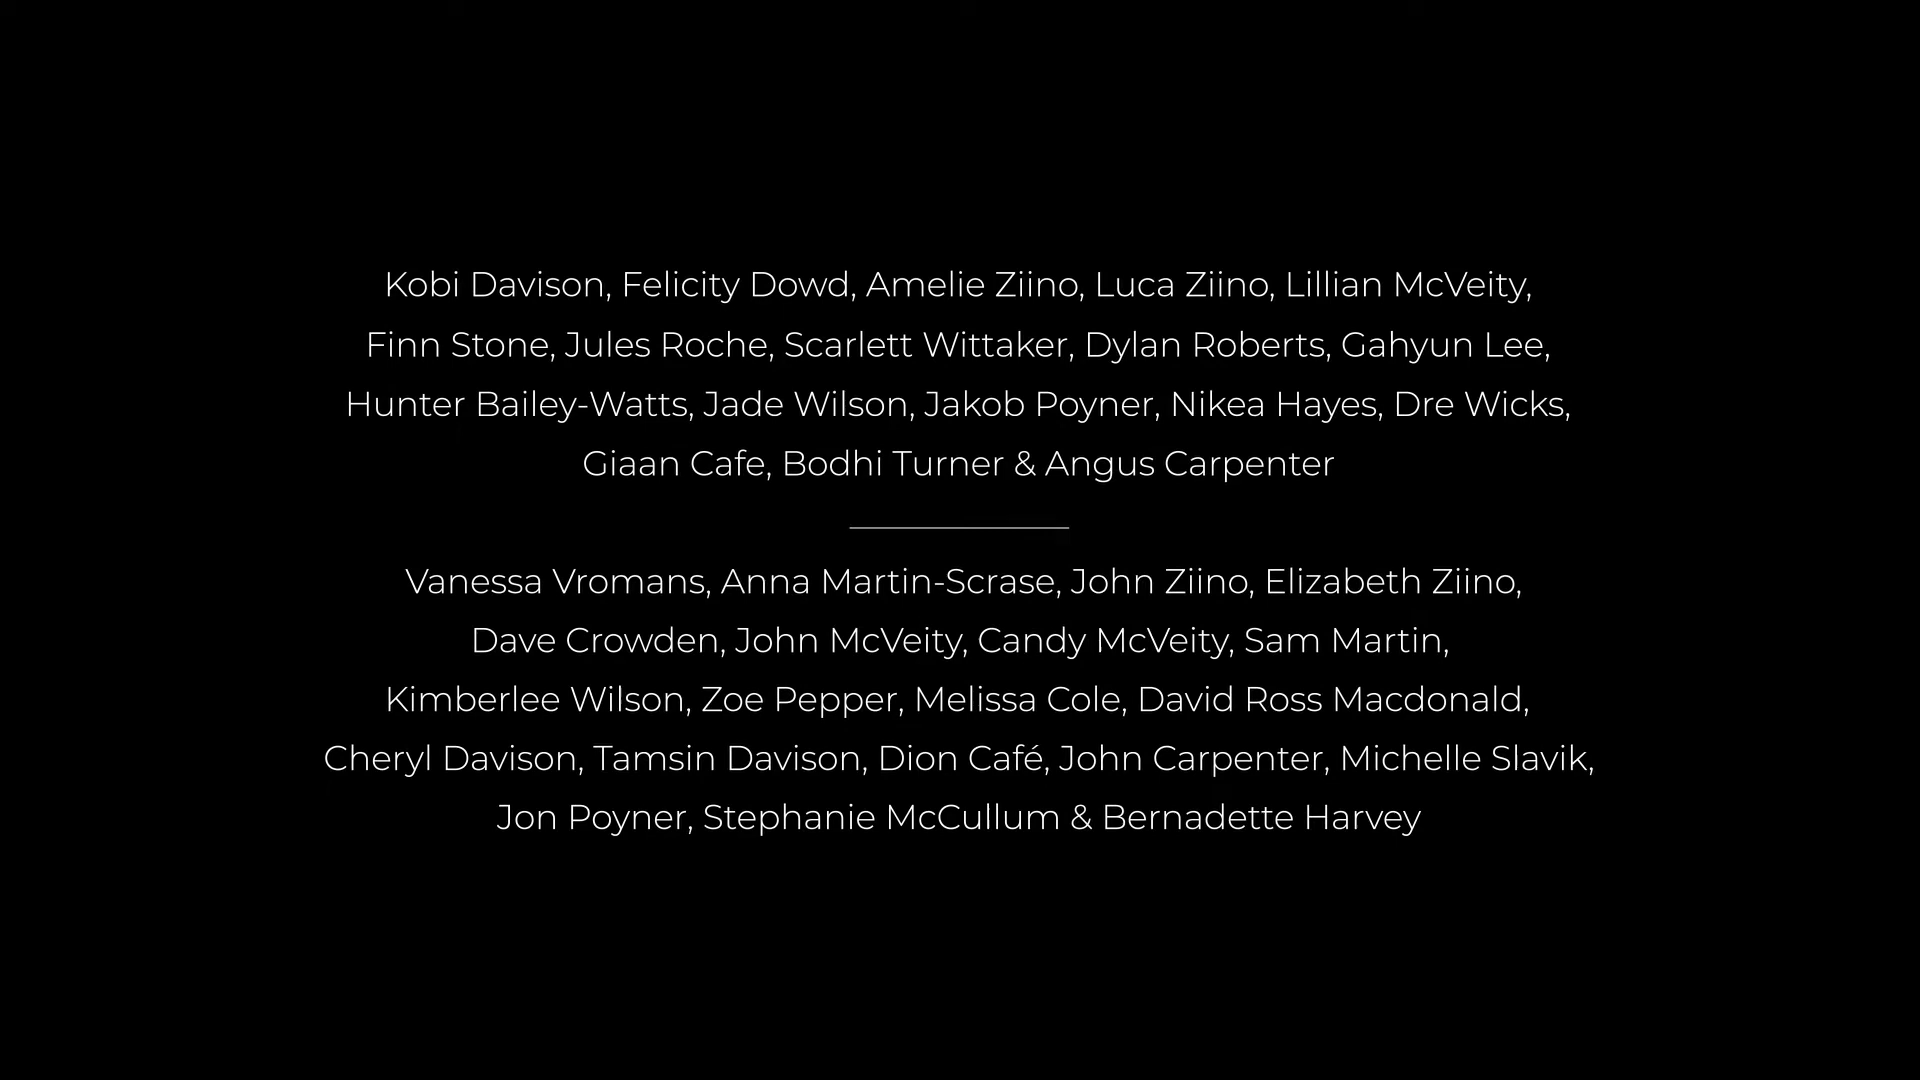 Kobi Davison, Felicity Dowd, Amelie Ziino, Luca Ziino, Lillian McVeity,
Finn Stone, Jules Roche, Scarlett Wittaker, Dylan Roberts, Gahyun Lee,
Hunter Bailey-Watts, Jade Wilson, Jakob Poyner, Nikea Hayes, Dre Wicks,
Giaan Cafe, Bodhi Turner & Angus Carpenter
Vanessa Vromans, Anna Martin-Scrase, John Ziino, Elizabeth Ziino,
Dave Crowden, John McVeity, Candy McVeity, Sam Martin,
Kimberlee Wilson, Zoe Pepper, Melissa Cole, David Ross Macdonald,
Cheryl Davison, Tamsin Davison, Dion Café, John Carpenter, Michelle Slavik,
Jon Poyner, Stephanie McCullum & Bernadette Harvey